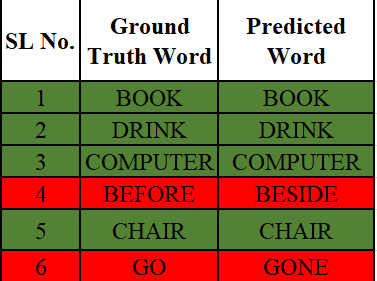 SL No. Ground Truth Word Predicted Word
1 BOOK BOOK
2 DRINK DRINK
3 COMPUTER COMPUTER
4 BEFORE BESIDE
5 CHAIR CHAIR
6 GO GONE